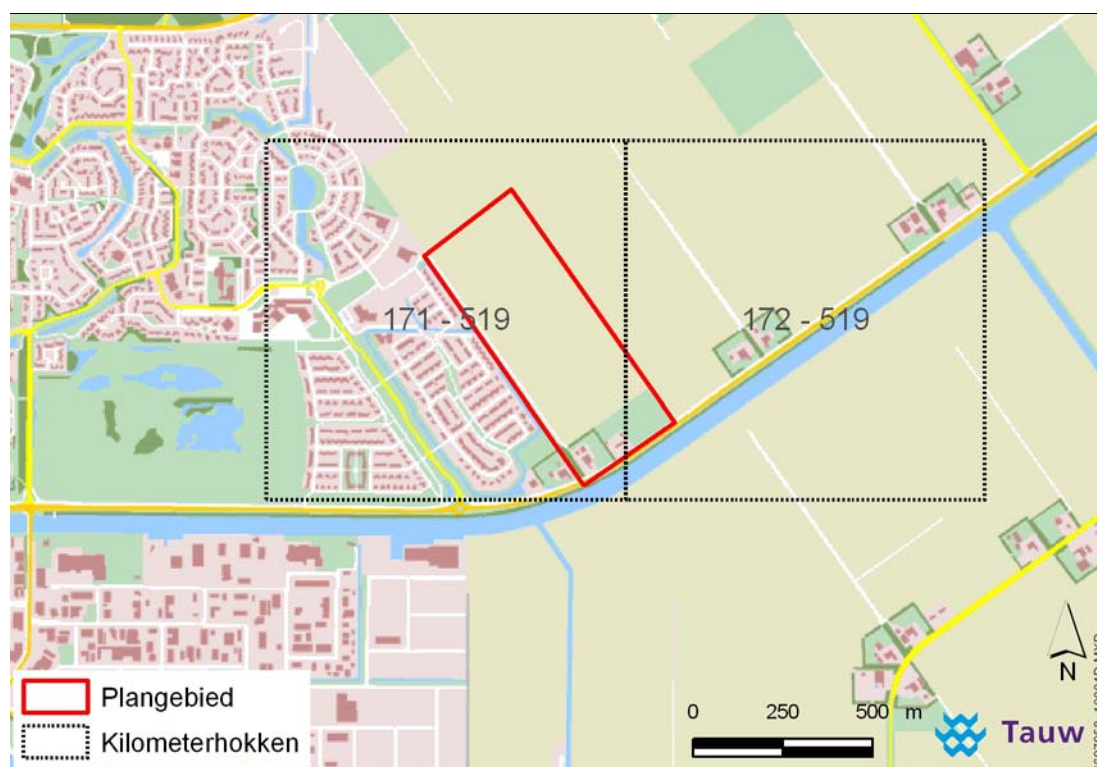 171 - 519
172 - 519
N
Plangebied
Kilometerhokken
0 250 500 m
Tauw